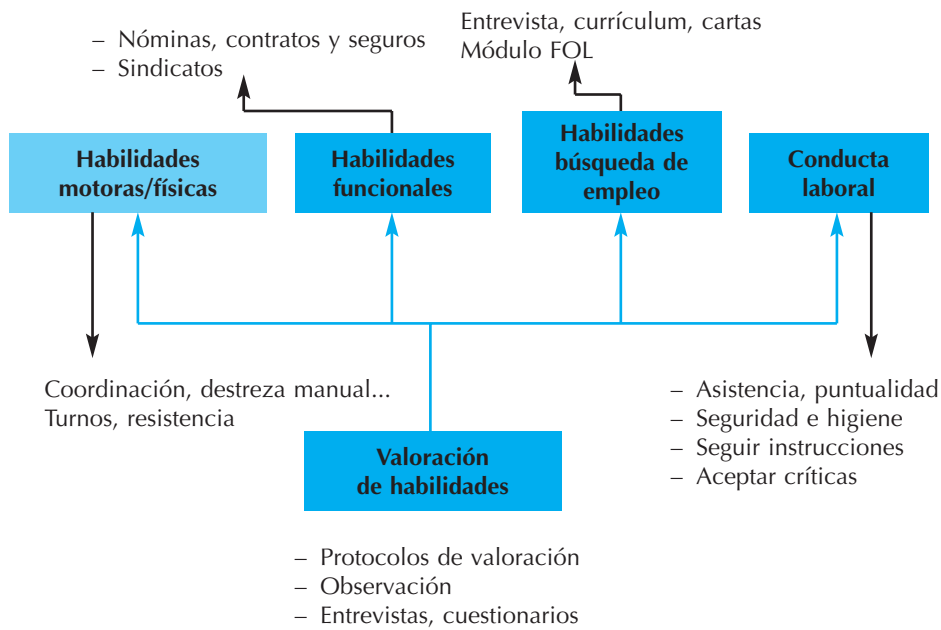 – Nóminas, contratos y seguros
– Sindicatos
Entrevista, currículum, cartas
Módulo FOL
Habilidades
motoras/físicas
Habilidades
funcionales
Habilidades
búsqueda de
empleo
Conducta
laboral
Coordinación, destreza manual...
Turnos, resistencia
– Asistencia, puntualidad
– Seguridad e higiene
– Seguir instrucciones
– Aceptar críticas
Valoración
de habilidades
– Protocolos de valoración
– Observación
– Entrevistas, cuestionarios